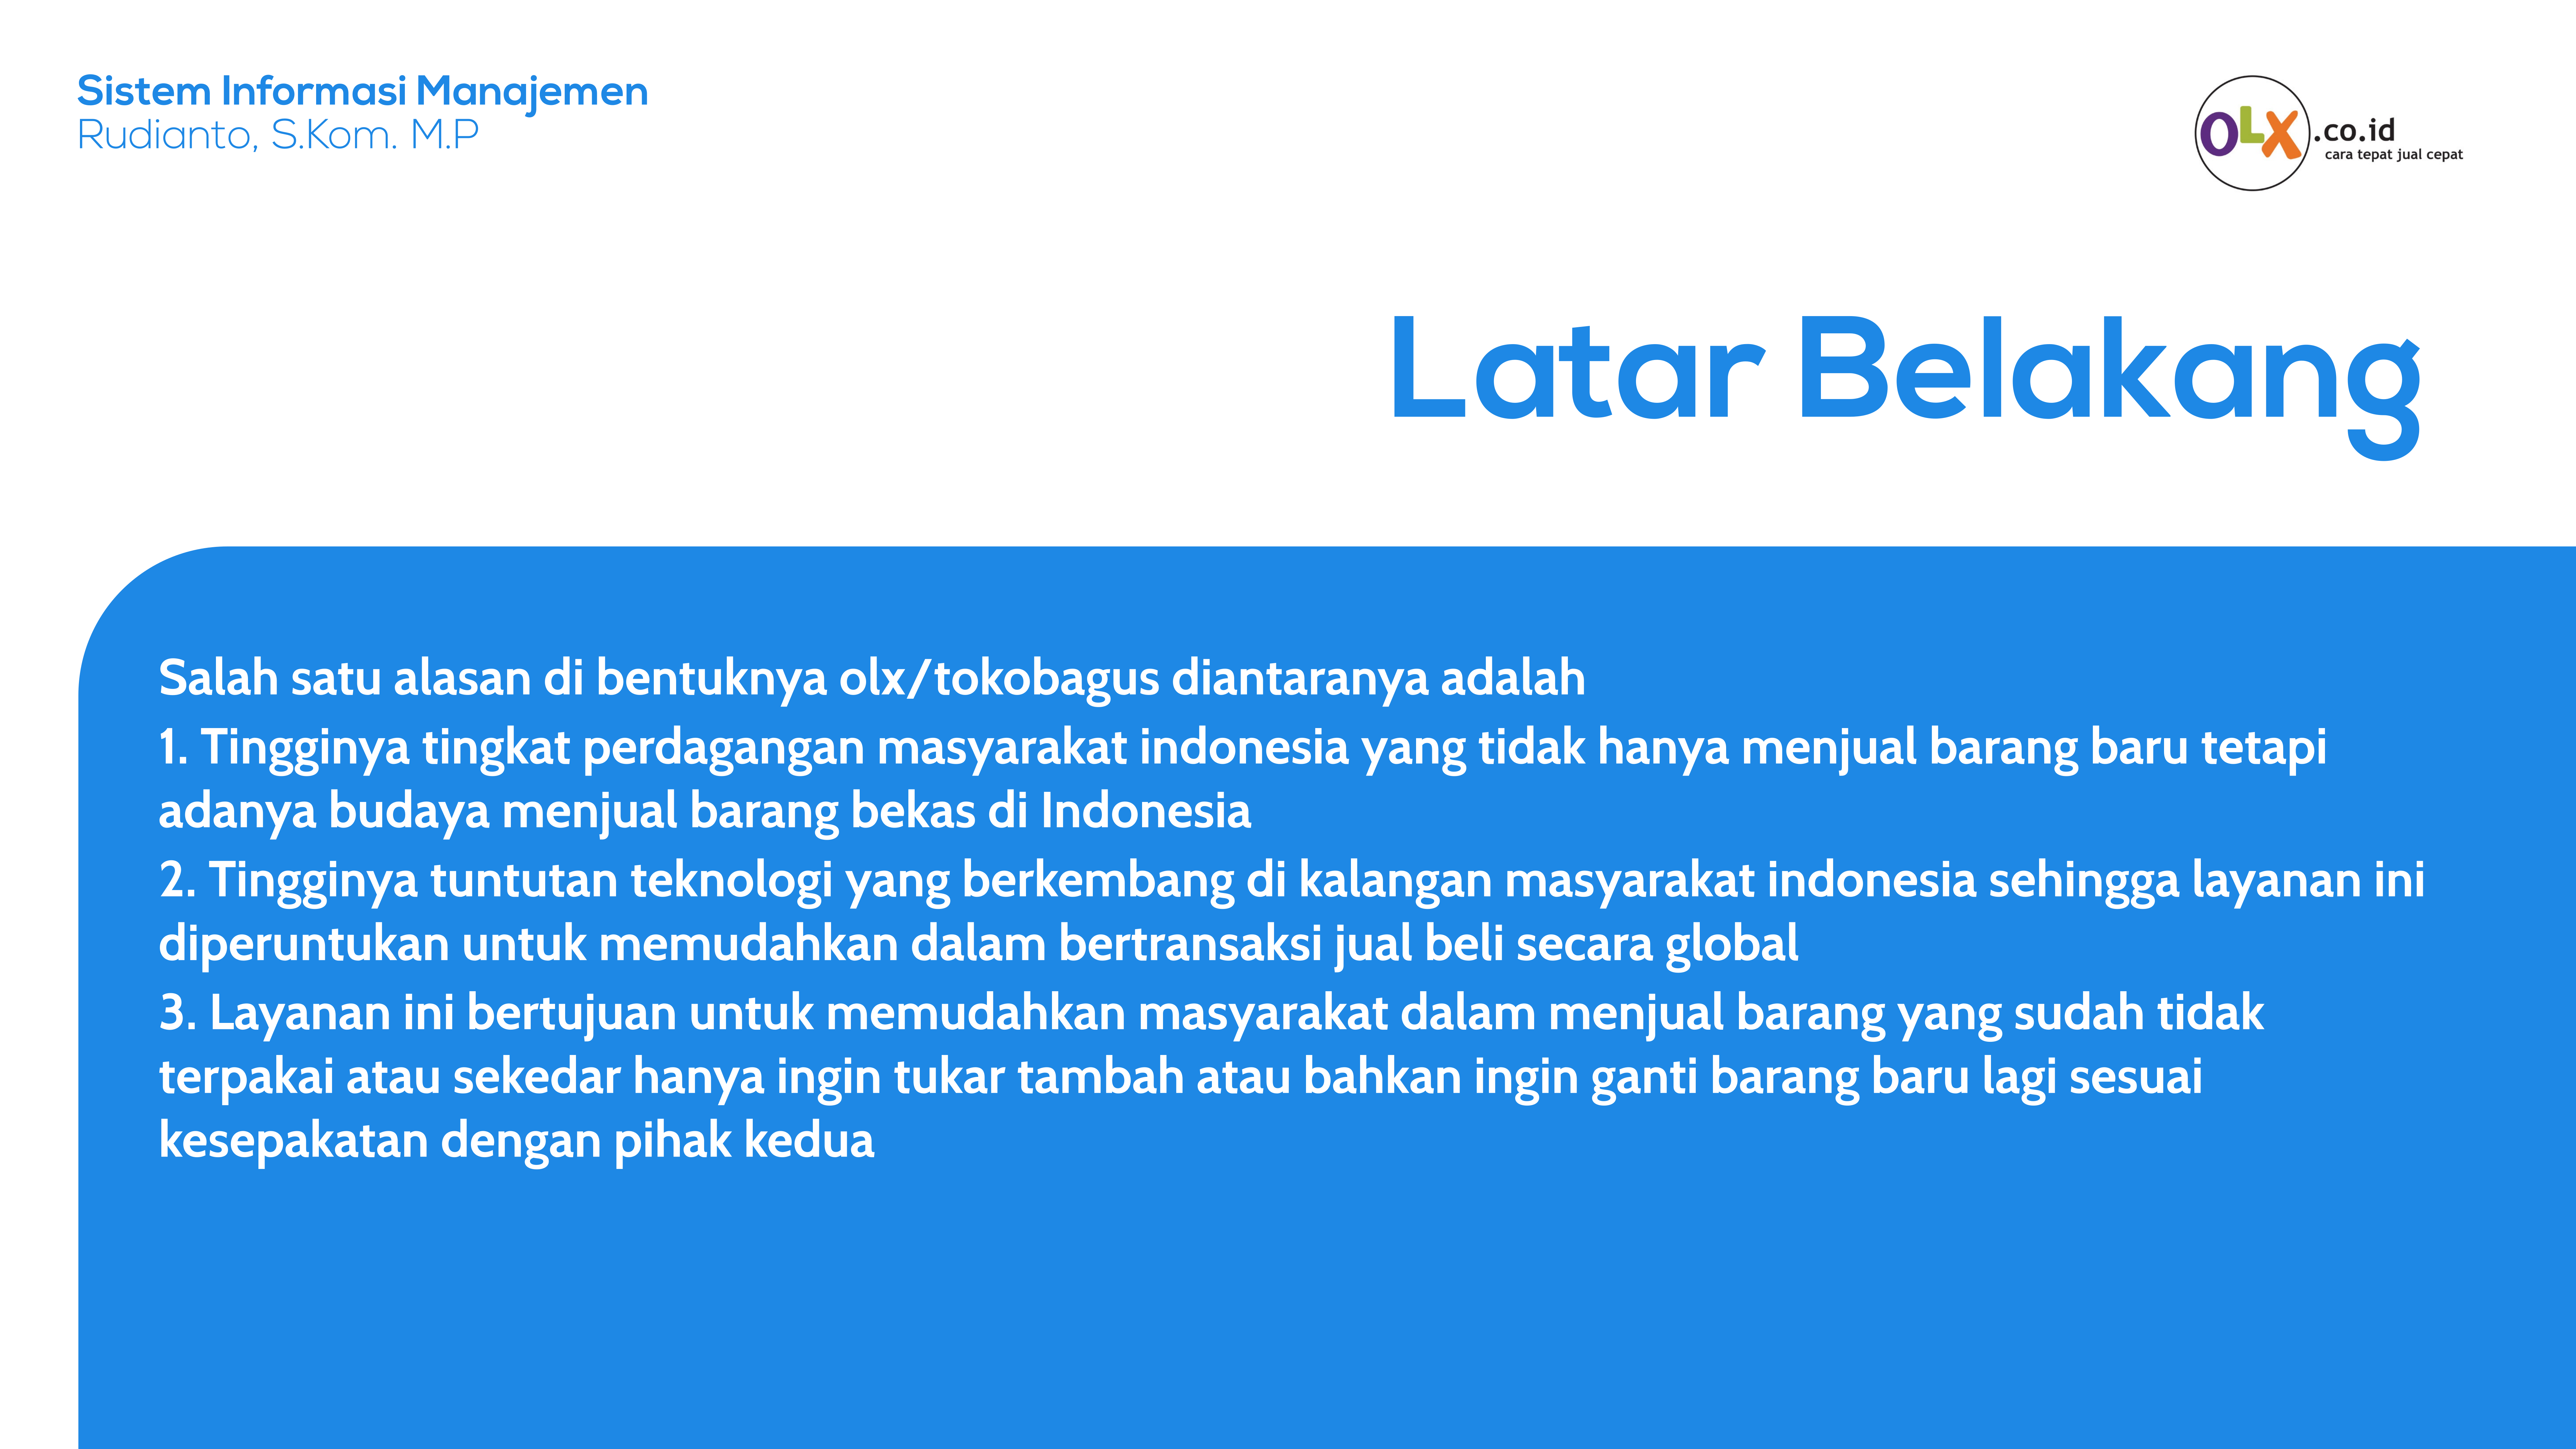 Sistem Informasi Manajemen
Rudianto, S.Kom. M.P
OLX.co.id
cara tepat jual cepat
Latar Belakang
Salah satu alasan di bentuknya olx/tokobagus diantaranya adalah
1. Tingginya tingkat perdagangan masyarakat indonesia yang tidak hanya menjual barang baru tetapi
adanya budaya menjual barang bekas di Indonesia
2. Tingginya tuntutan teknologi yang berkembang di kalangan masyarakat indonesia sehingga layanan ini
diperuntukan untuk memudahkan dalam bertransaksi jual beli secara global
3. Layanan ini bertujuan untuk memudahkan masyarakat dalam menjual barang yang sudah tidak
terpakai atau sekedar hanya ingin tukar tambah atau bahkan ingin ganti barang baru lagi sesuai
kesepakatan dengan pihak kedua